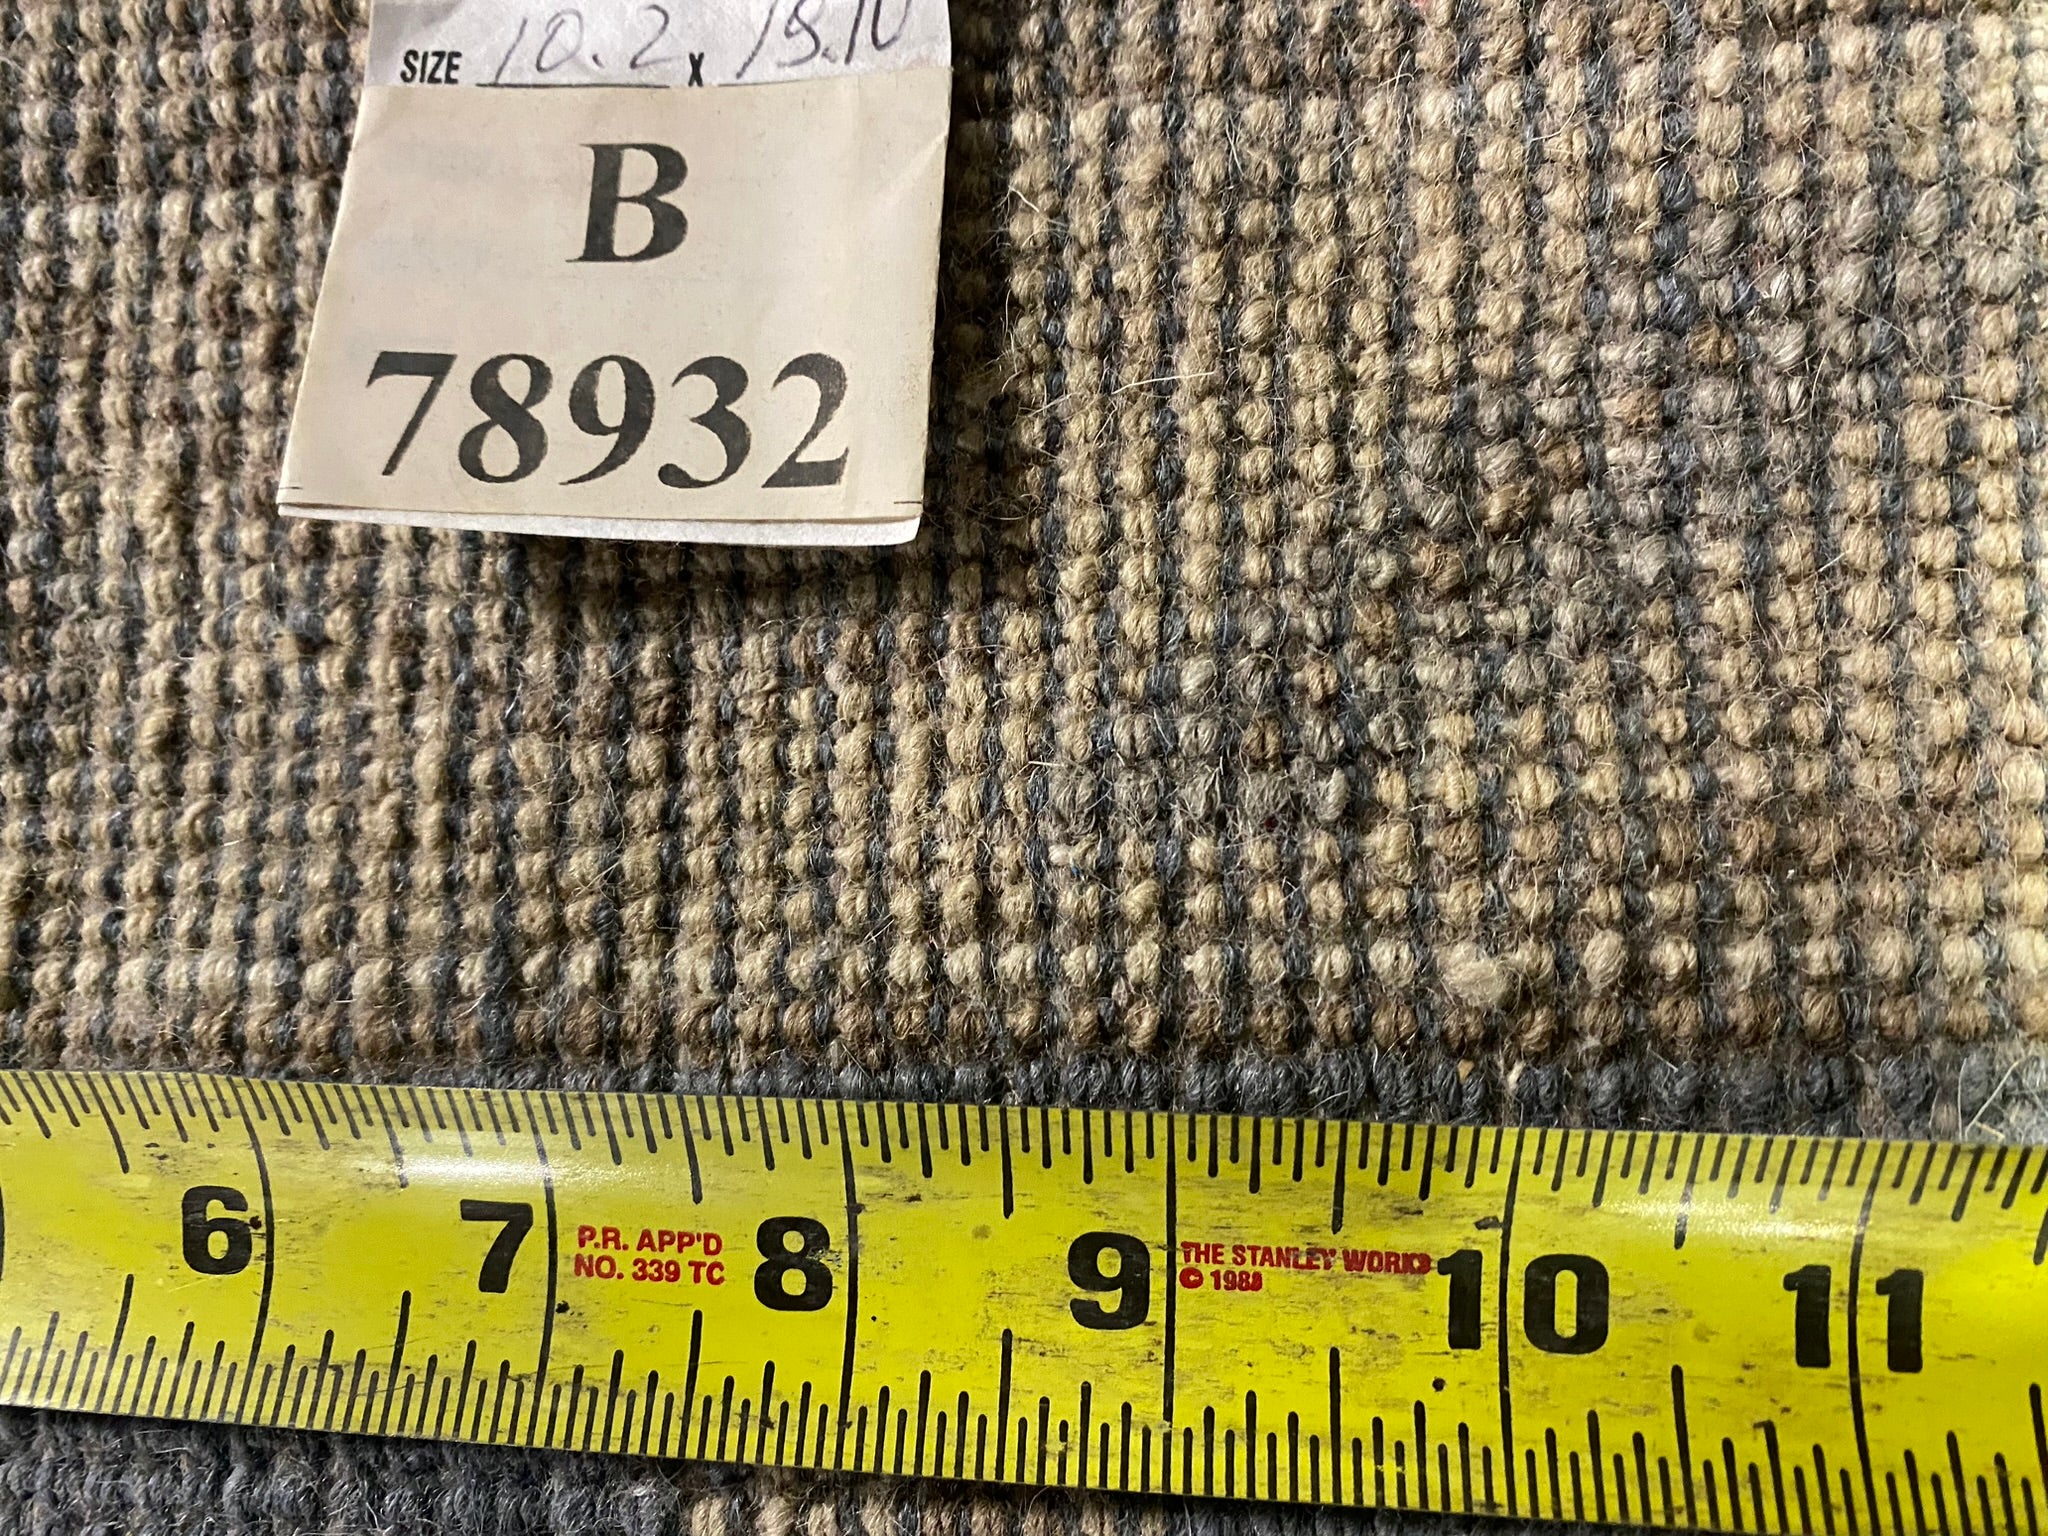 SIZE 10.2 x 15.10
B
78932
6 7 8 9 10 11
P.R. APP'D
NO. 339 TC
THE STANLEY WORKS
© 1988